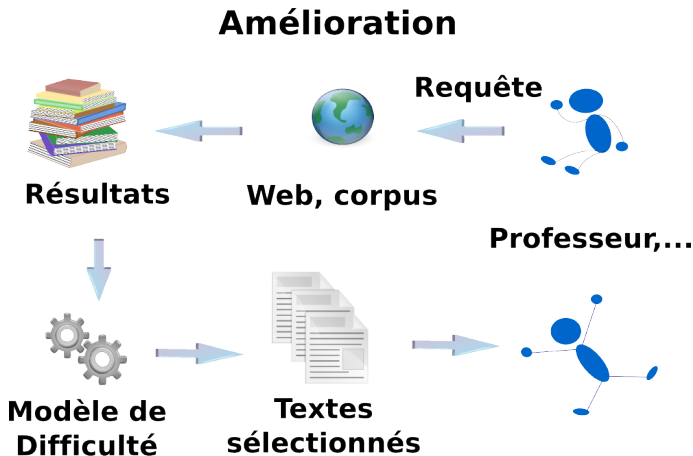 Amélioration
Requête
Résultats
Web, corpus
Professeur,...
Modèle de
Difficulté
Textes
sélectionnés